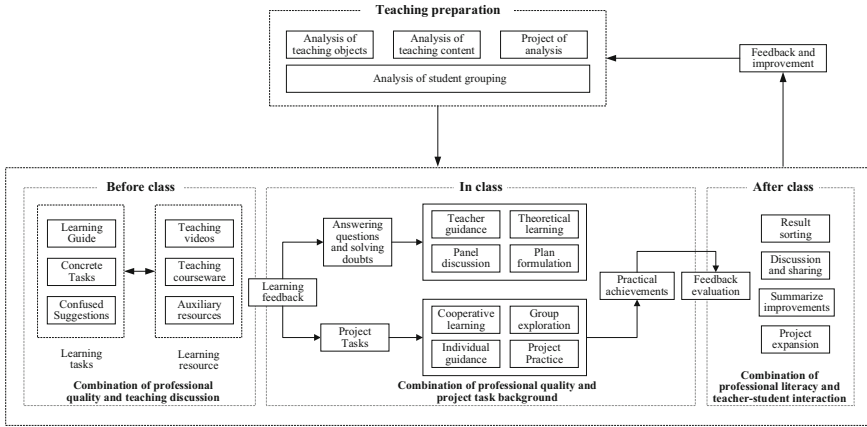 Teaching preparation
Analysis of
teaching objects
Analysis of
teaching content
Project of
analysis
Analysis of student grouping
Feedback and
improvement
Before class
Learning
Guide
Concrete
Tasks
Confused
Suggestions
Learning
tasks
Teaching
videos
Teaching
courseware
Auxiliary
resources
Learning
resource
Combination of professional
quality and teaching discussion
Learning
feedback
In class
Answering
questions
and solving
doubts
Teacher
guidance
Theoretical
learning
Panel
discussion
Plan
formulation
Project
Tasks
Cooperative
learning
Group
exploration
Individual
guidance
Project
Practice
Practical
achievements
Combination of professional quality and
project task background
Feedback
evaluation
After class
Result
sorting
Discussion
and sharing
Summarize
improvements
Project
expansion
Combination of
professional literacy and
teacher-student interaction